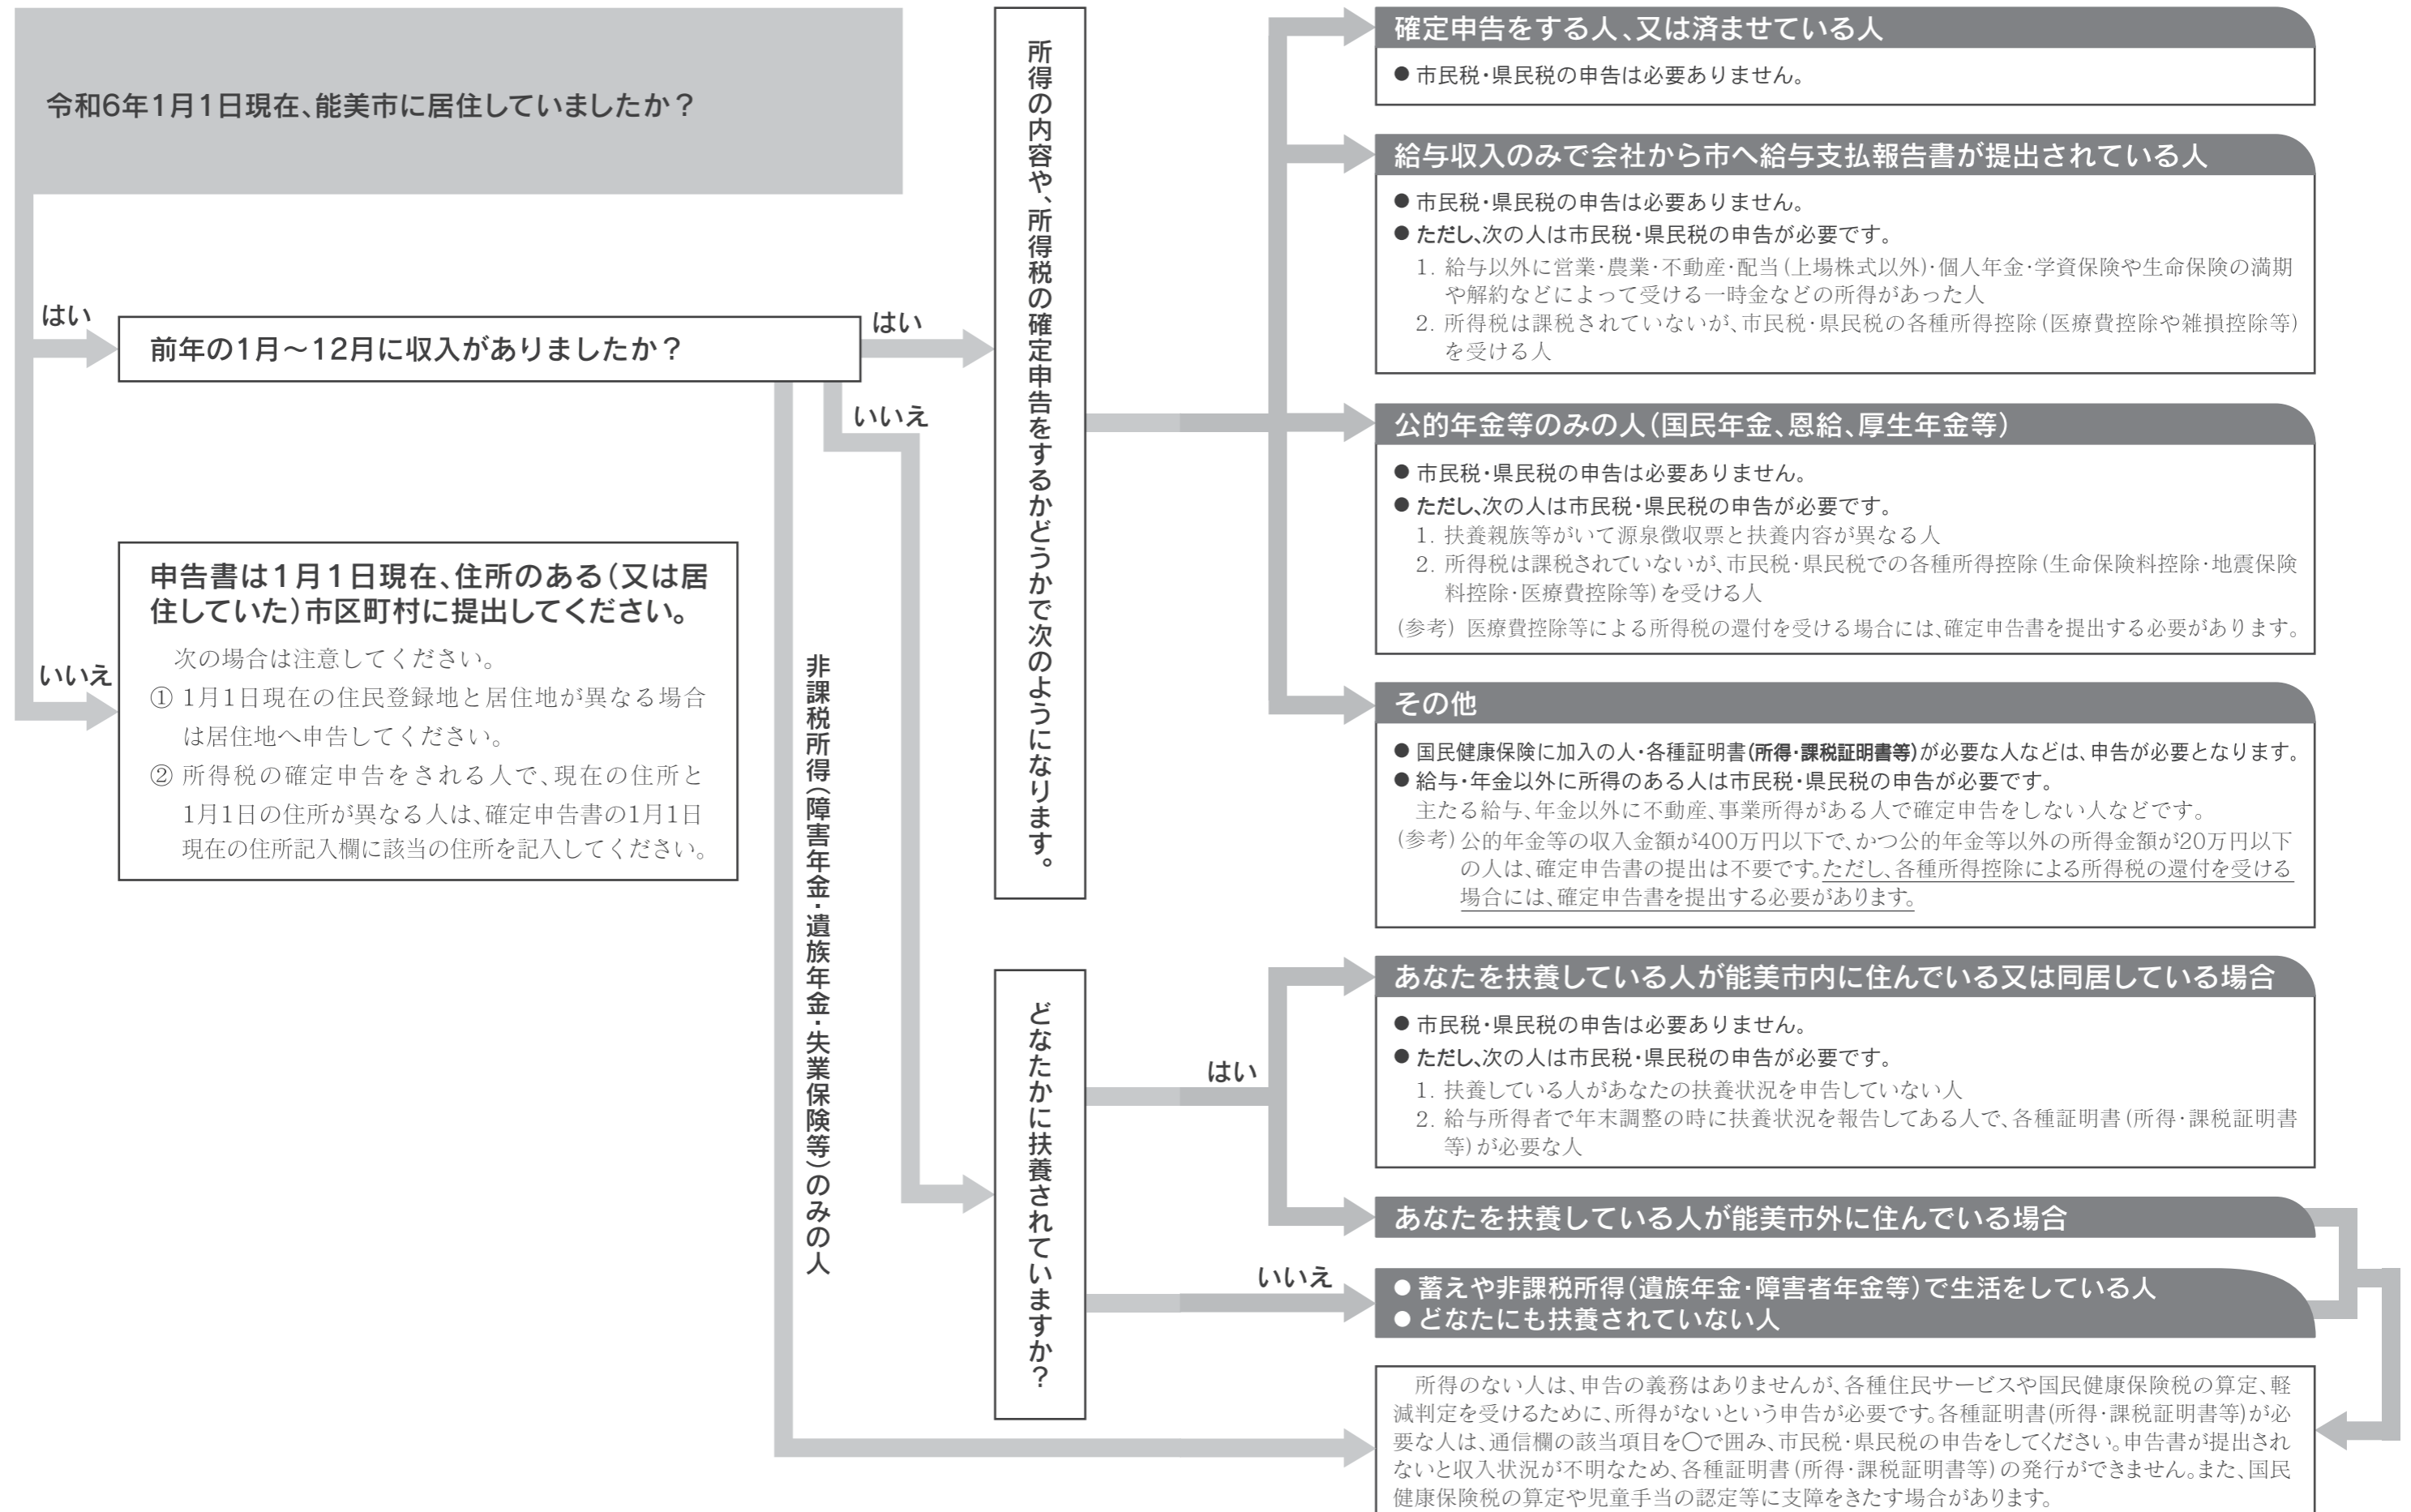 令和6年1月1日現在、能美市に居住していましたか？
はい
前年の1月～12月に収入がありましたか？
はい
いいえ
いいえ
申告書は1月1日現在、住所のある（又は居
住していた）市区町村に提出してください。
次の場合は注意してください。
① 1月1日現在の住民登録地と居住地が異なる場合
は居住地へ申告してください。
② 所得税の確定申告をされる人で、現在の住所と
1月1日の住所が異なる人は、確定申告書の1月1日
現在の住所記入欄に該当の住所を記入してください。
非課税所得（障害年金・遺族年金・失業保険等）のみの人
所得の内容や、所得税の確定申告をするかどうかで次のようになります。
確定申告をする人、又は済ませている人
● 市民税・県民税の申告は必要ありません。
給与収入のみで会社から市へ給与支払報告書が提出されている人
● 市民税・県民税の申告は必要ありません。
● ただし、次の人は市民税・県民税の申告が必要です。
1. 給与以外に営業・農業・不動産・配当（上場株式以外）・個人年金・学資保険や生命保険の満期
や解約などによって受ける一時金などの所得があった人
2. 所得税は課税されていないが、市民税・県民税の各種所得控除（医療費控除や雑損控除等）
を受ける人
公的年金等のみの人（国民年金、恩給、厚生年金等）
● 市民税・県民税の申告は必要ありません。
● ただし、次の人は市民税・県民税の申告が必要です。
1. 扶養親族等がいて源泉徴収票と扶養内容が異なる人
2. 所得税は課税されていないが、市民税・県民税での各種所得控除（生命保険料控除・地震保険
料控除・医療費控除等）を受ける人
（参考） 医療費控除等による所得税の還付を受ける場合には、確定申告書を提出する必要があります。
その他
● 国民健康保険に加入の人・各種証明書（所得・課税証明書等）が必要な人などは、申告が必要となります。
● 給与・年金以外に所得のある人は市民税・県民税の申告が必要です。
主たる給与、年金以外に不動産、事業所得がある人で確定申告をしない人などです。
（参考）公的年金等の収入金額が400万円以下で、かつ公的年金等以外の所得金額が20万円以下
の人は、確定申告書の提出は不要です。ただし、各種所得控除による所得税の還付を受ける
場合には、確定申告書を提出する必要があります。
どなたかに扶養されていますか？
はい
あなたを扶養している人が能美市内に住んでいる又は同居している場合
● 市民税・県民税の申告は必要ありません。
● ただし、次の人は市民税・県民税の申告が必要です。
1. 扶養している人があなたの扶養状況を申告していない人
2. 給与所得者で年末調整の時に扶養状況を報告してある人で、各種証明書（所得・課税証明書
等）が必要な人
あなたを扶養している人が能美市外に住んでいる場合
いいえ
● 蓄えや非課税所得（遺族年金・障害者年金等）で生活をしている人
● どなたにも扶養されていない人
所得のない人は、申告の義務はありませんが、各種住民サービスや国民健康保険税の算定、軽
減判定を受けるために、所得がないという申告が必要です。各種証明書（所得・課税証明書等）が必
要な人は、通信欄の該当項目を〇で囲み、市民税・県民税の申告をしてください。申告書が提出され
ないと収入状況が不明なため、各種証明書（所得・課税証明書等）の発行ができません。また、国民
健康保険税の算定や児童手当の認定等に支障をきたす場合があります。